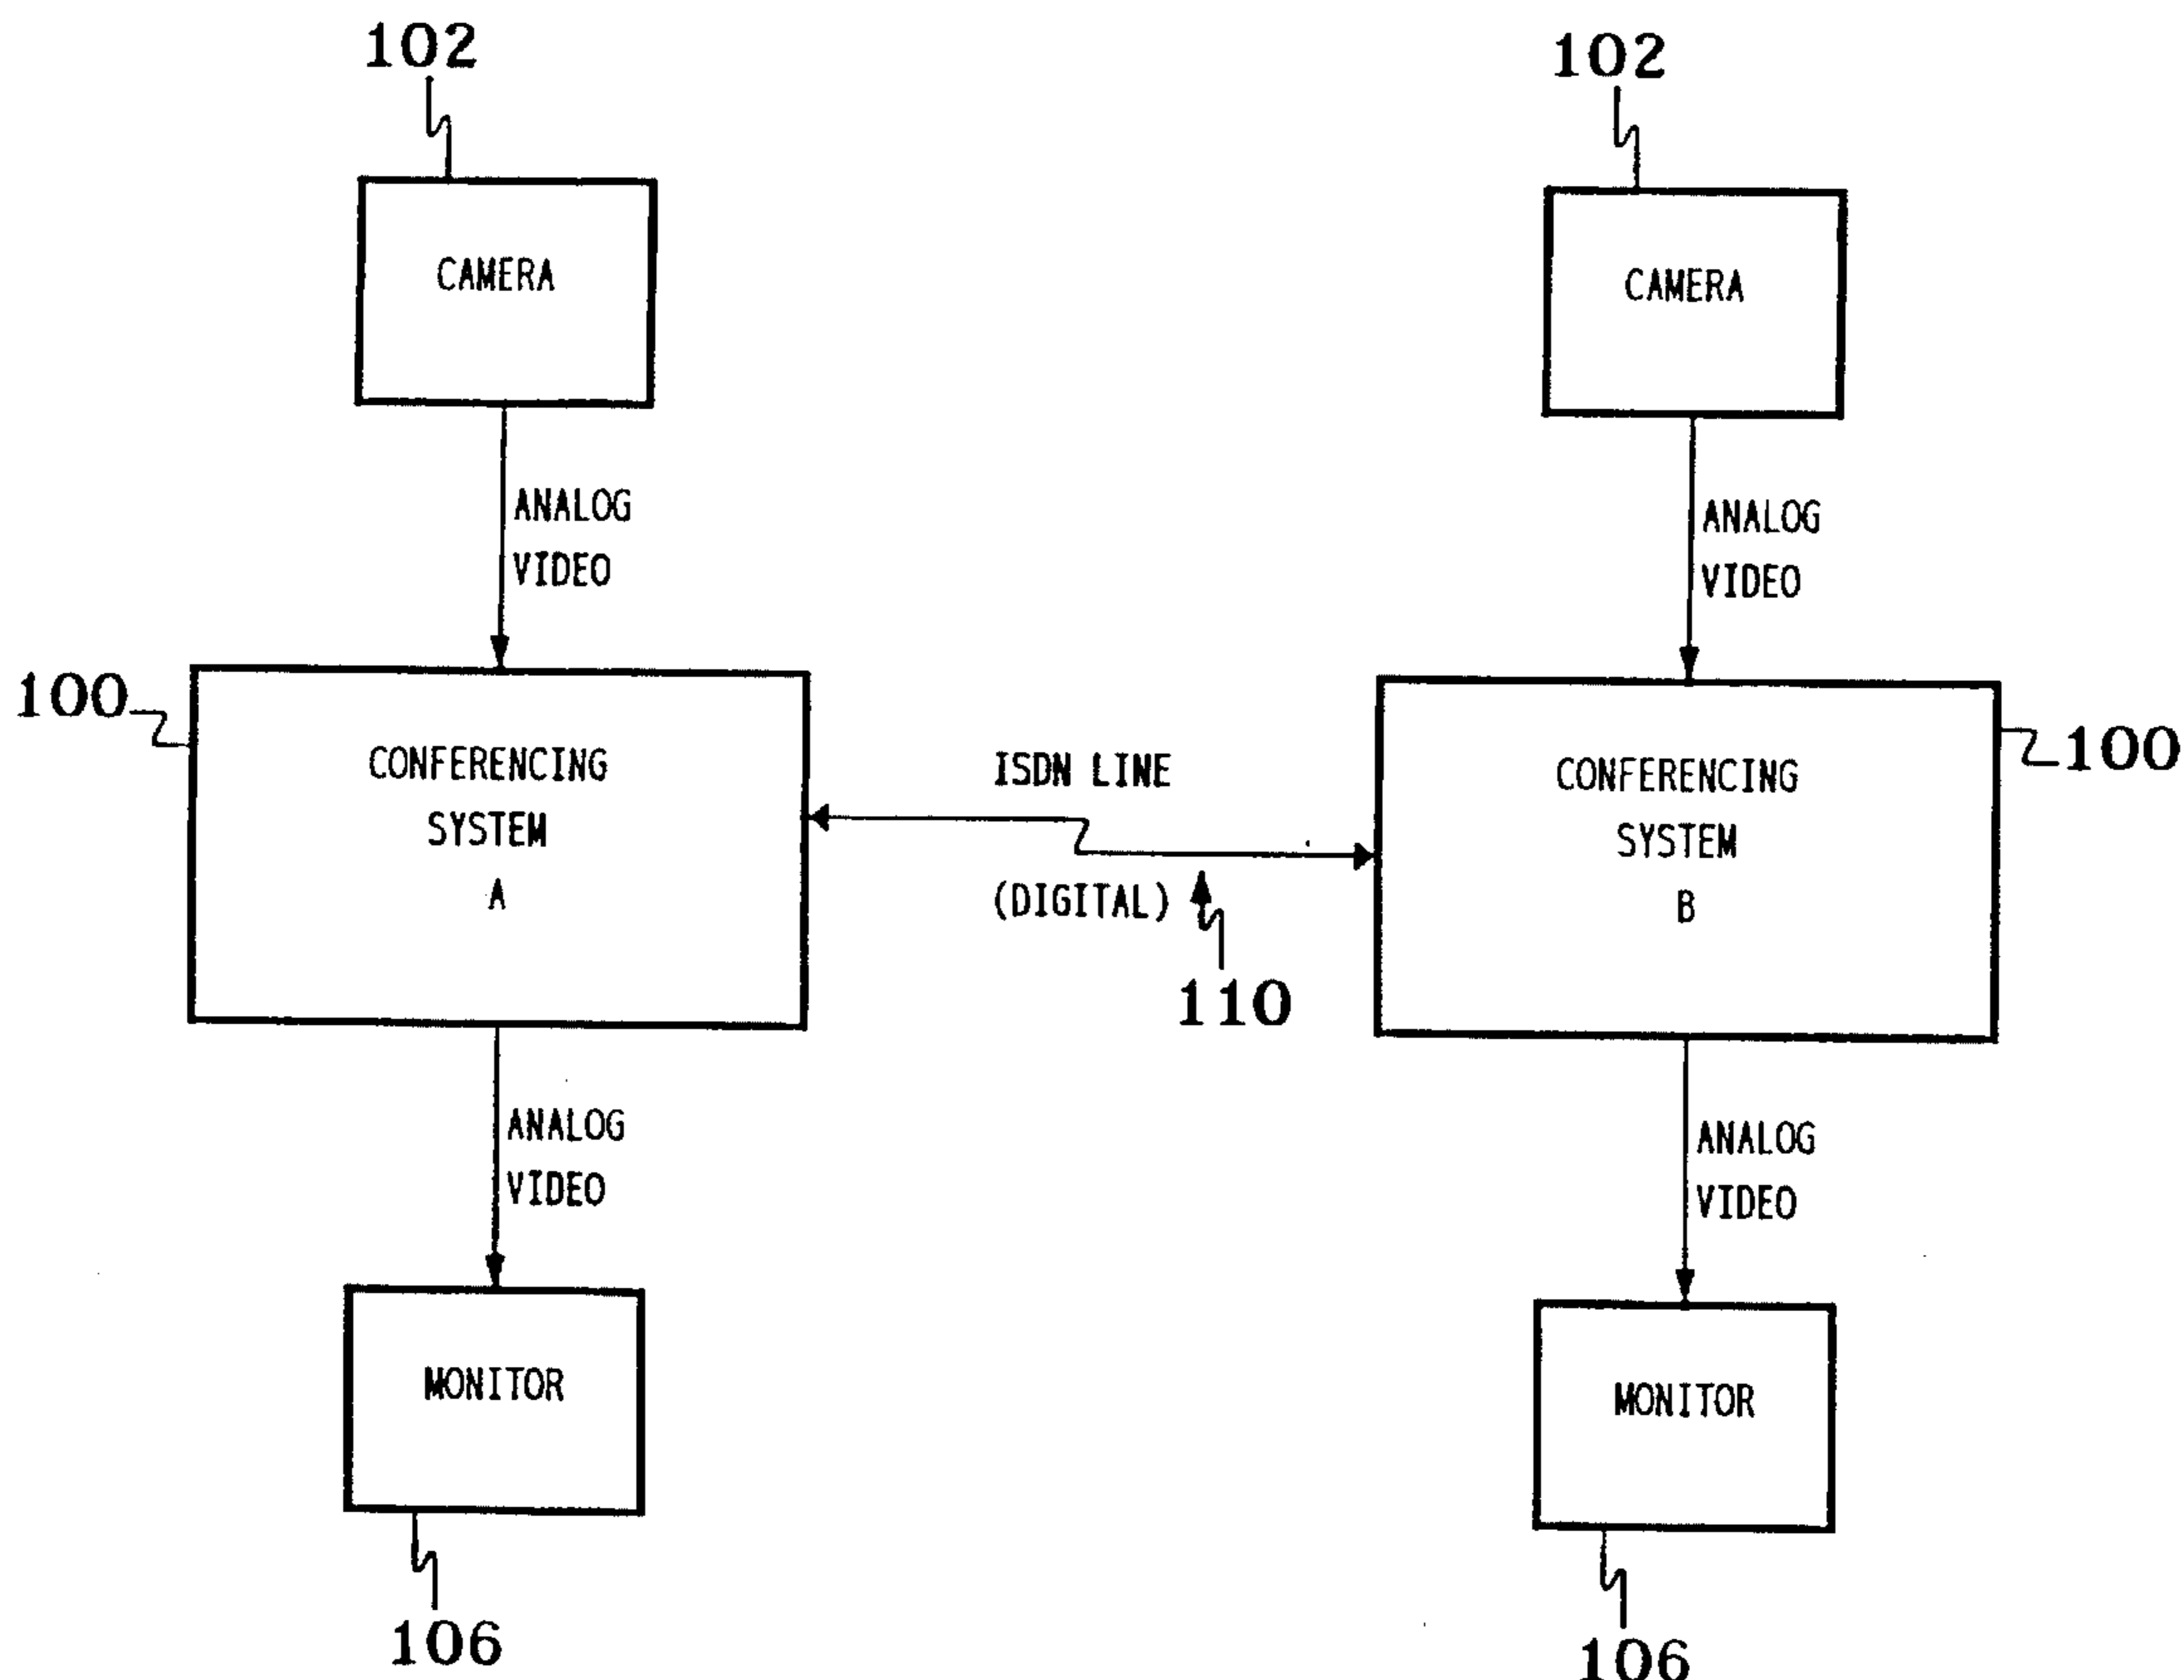 102
102
CAMERA
CAMERA
ANALOG
VIDEO
ANALOG
VIDEO
100
CONFERENCING
SYSTEM
A
ISDN LINE
(DIGITAL)
110
CONFERENCING
SYSTEM
B
100
ANALOG
VIDEO
ANALOG
VIDEO
MONITOR
MONITOR
106
106